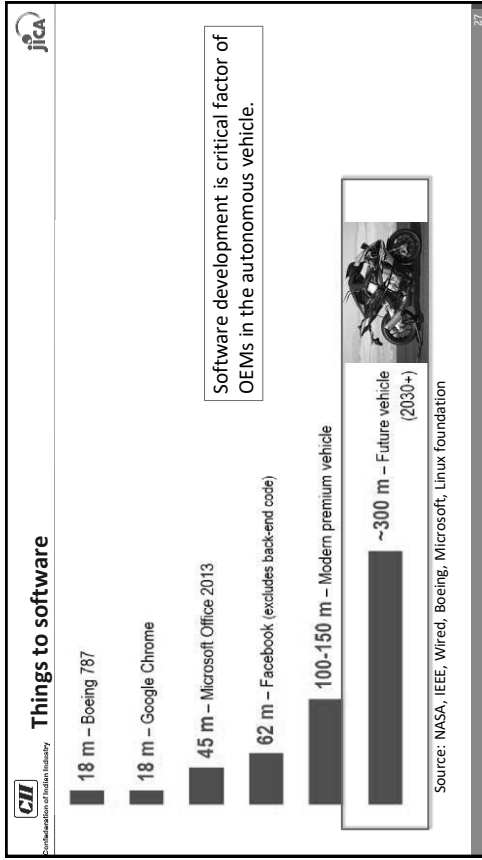 CII
Confederation of Indian Industry
Things to software
jICA
18 m – Boeing 787
18 m – Google Chrome
45 m – Microsoft Office 2013
62 m – Facebook (excludes back-end code)
100-150 m – Modern premium vehicle
~300 m – Future vehicle
(2030+)
Software development is critical factor of
OEMs in the autonomous vehicle.
Source: NASA, IEEE, Wired, Boeing, Microsoft, Linux foundation
27